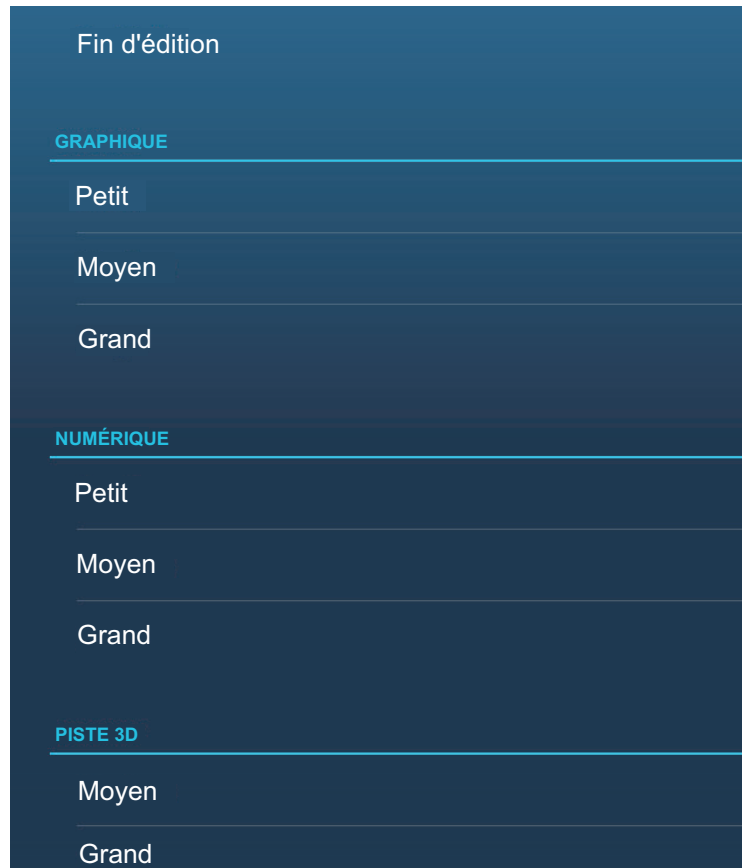 Fin d'édition
GRAPHIQUE
Petit
Moyen
Grand
NUMÉRIQUE
Petit
Moyen
Grand
PISTE 3D
Moyen
Grand